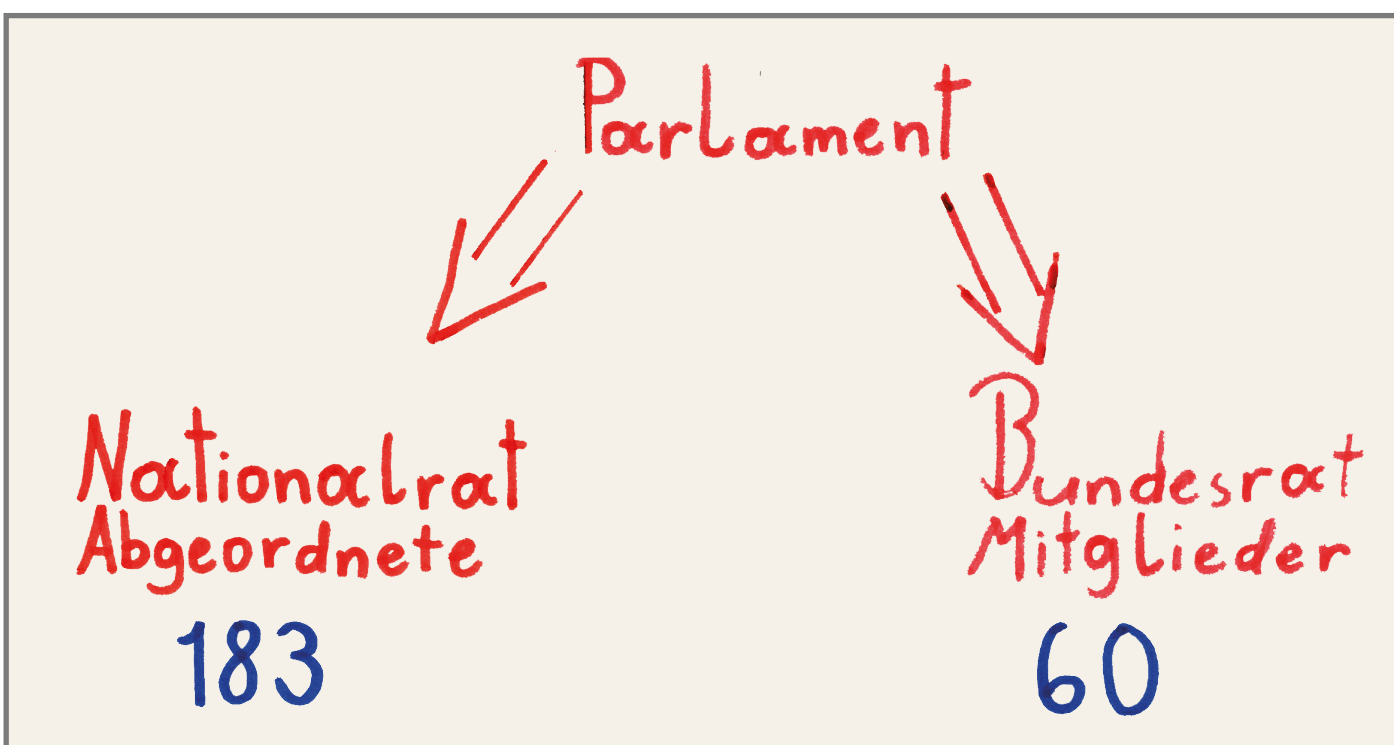 Parlament
Nationalrat
Abgeordnete
183
Bundesrat
Mitglieder
60